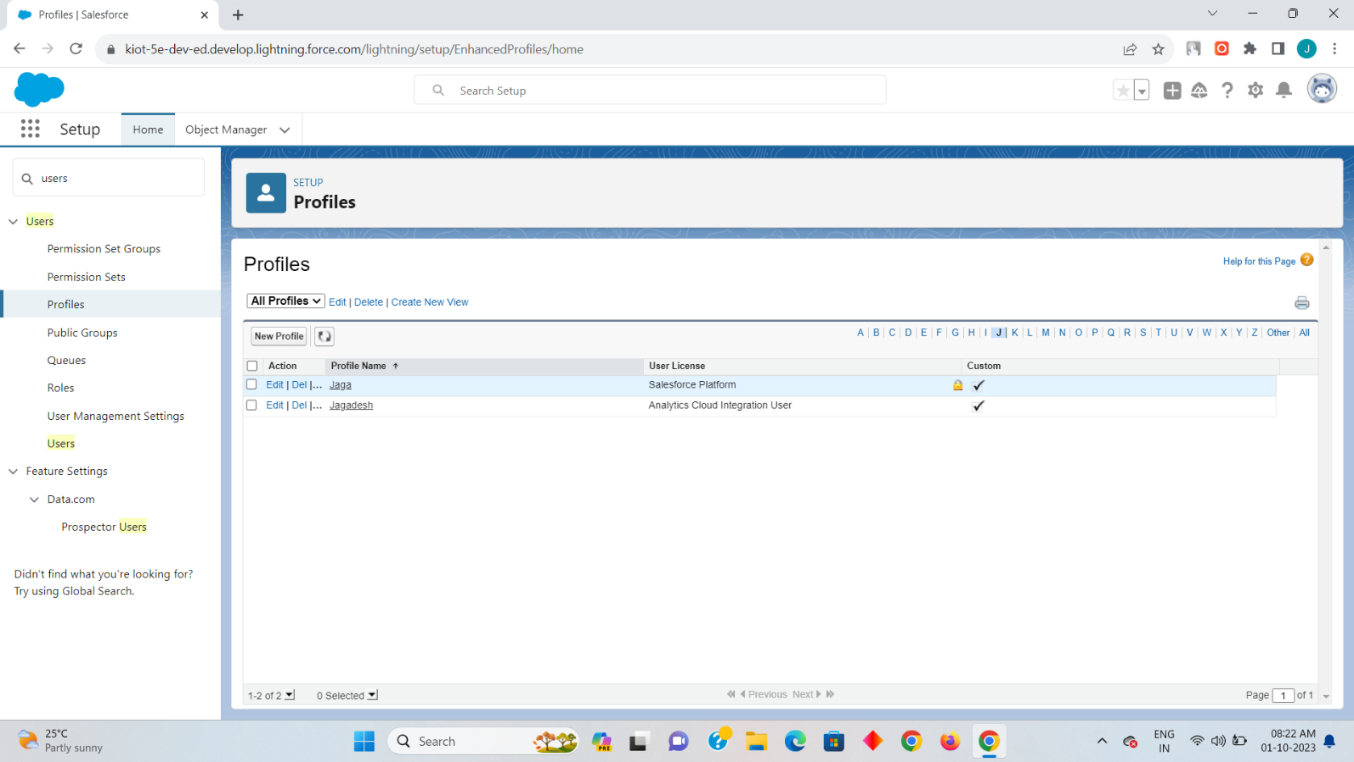 Profiles | Salesforce
kiot-5e-dev-ed.develop.lightning.force.com/lightning/setup/EnhancedProfiles/home
J
Search Setup
Setup
Home
Object Manager
users
Users
Permission Set Groups
Permission Sets
Profiles
Public Groups
Queues
Roles
User Management Settings
Users
Feature Settings
Data.com
Prospector Users
Didn't find what you're looking for?
Try using Global Search.
SETUP
Profiles
Profiles
Help for this Page ?
All Profiles Edit | Delete | Create New View
New Profile
A | B | C | D | E | F | G | H | I | J | K | L | M | N | O | P | Q | R | S | T | U | V | W | X | Y | Z | Other | All
Action Profile Name User License Custom
Edit | Del |... Jaga Salesforce Platform
Edit | Del |... Jagadesh Analytics Cloud Integration User
1-2 of 2 0 Selected Previous Next Page 1 of 1
25°C
Partly sunny
Search
PRE
ENG
IN
08:22 AM
01-10-2023